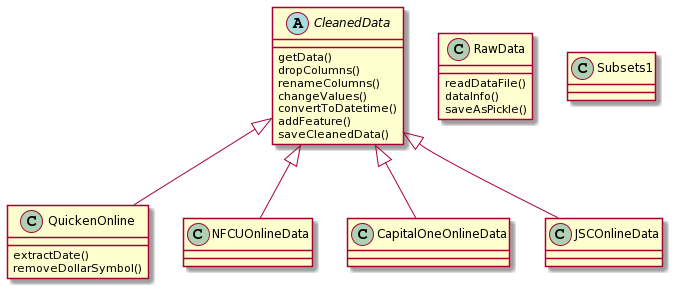 A CleanedData
getData()
dropColumns()
renameColumns()
changeValues()
convertToDatetime()
addFeature()
saveCleanedData()
C RawData
readDataFile()
dataInfo()
saveAsPickle()
C Subsets1
C QuickenOnline
extractDate()
removeDollarSymbol()
C NFCUOnlineData
C CapitalOneOnlineData
C JSCOnlineData